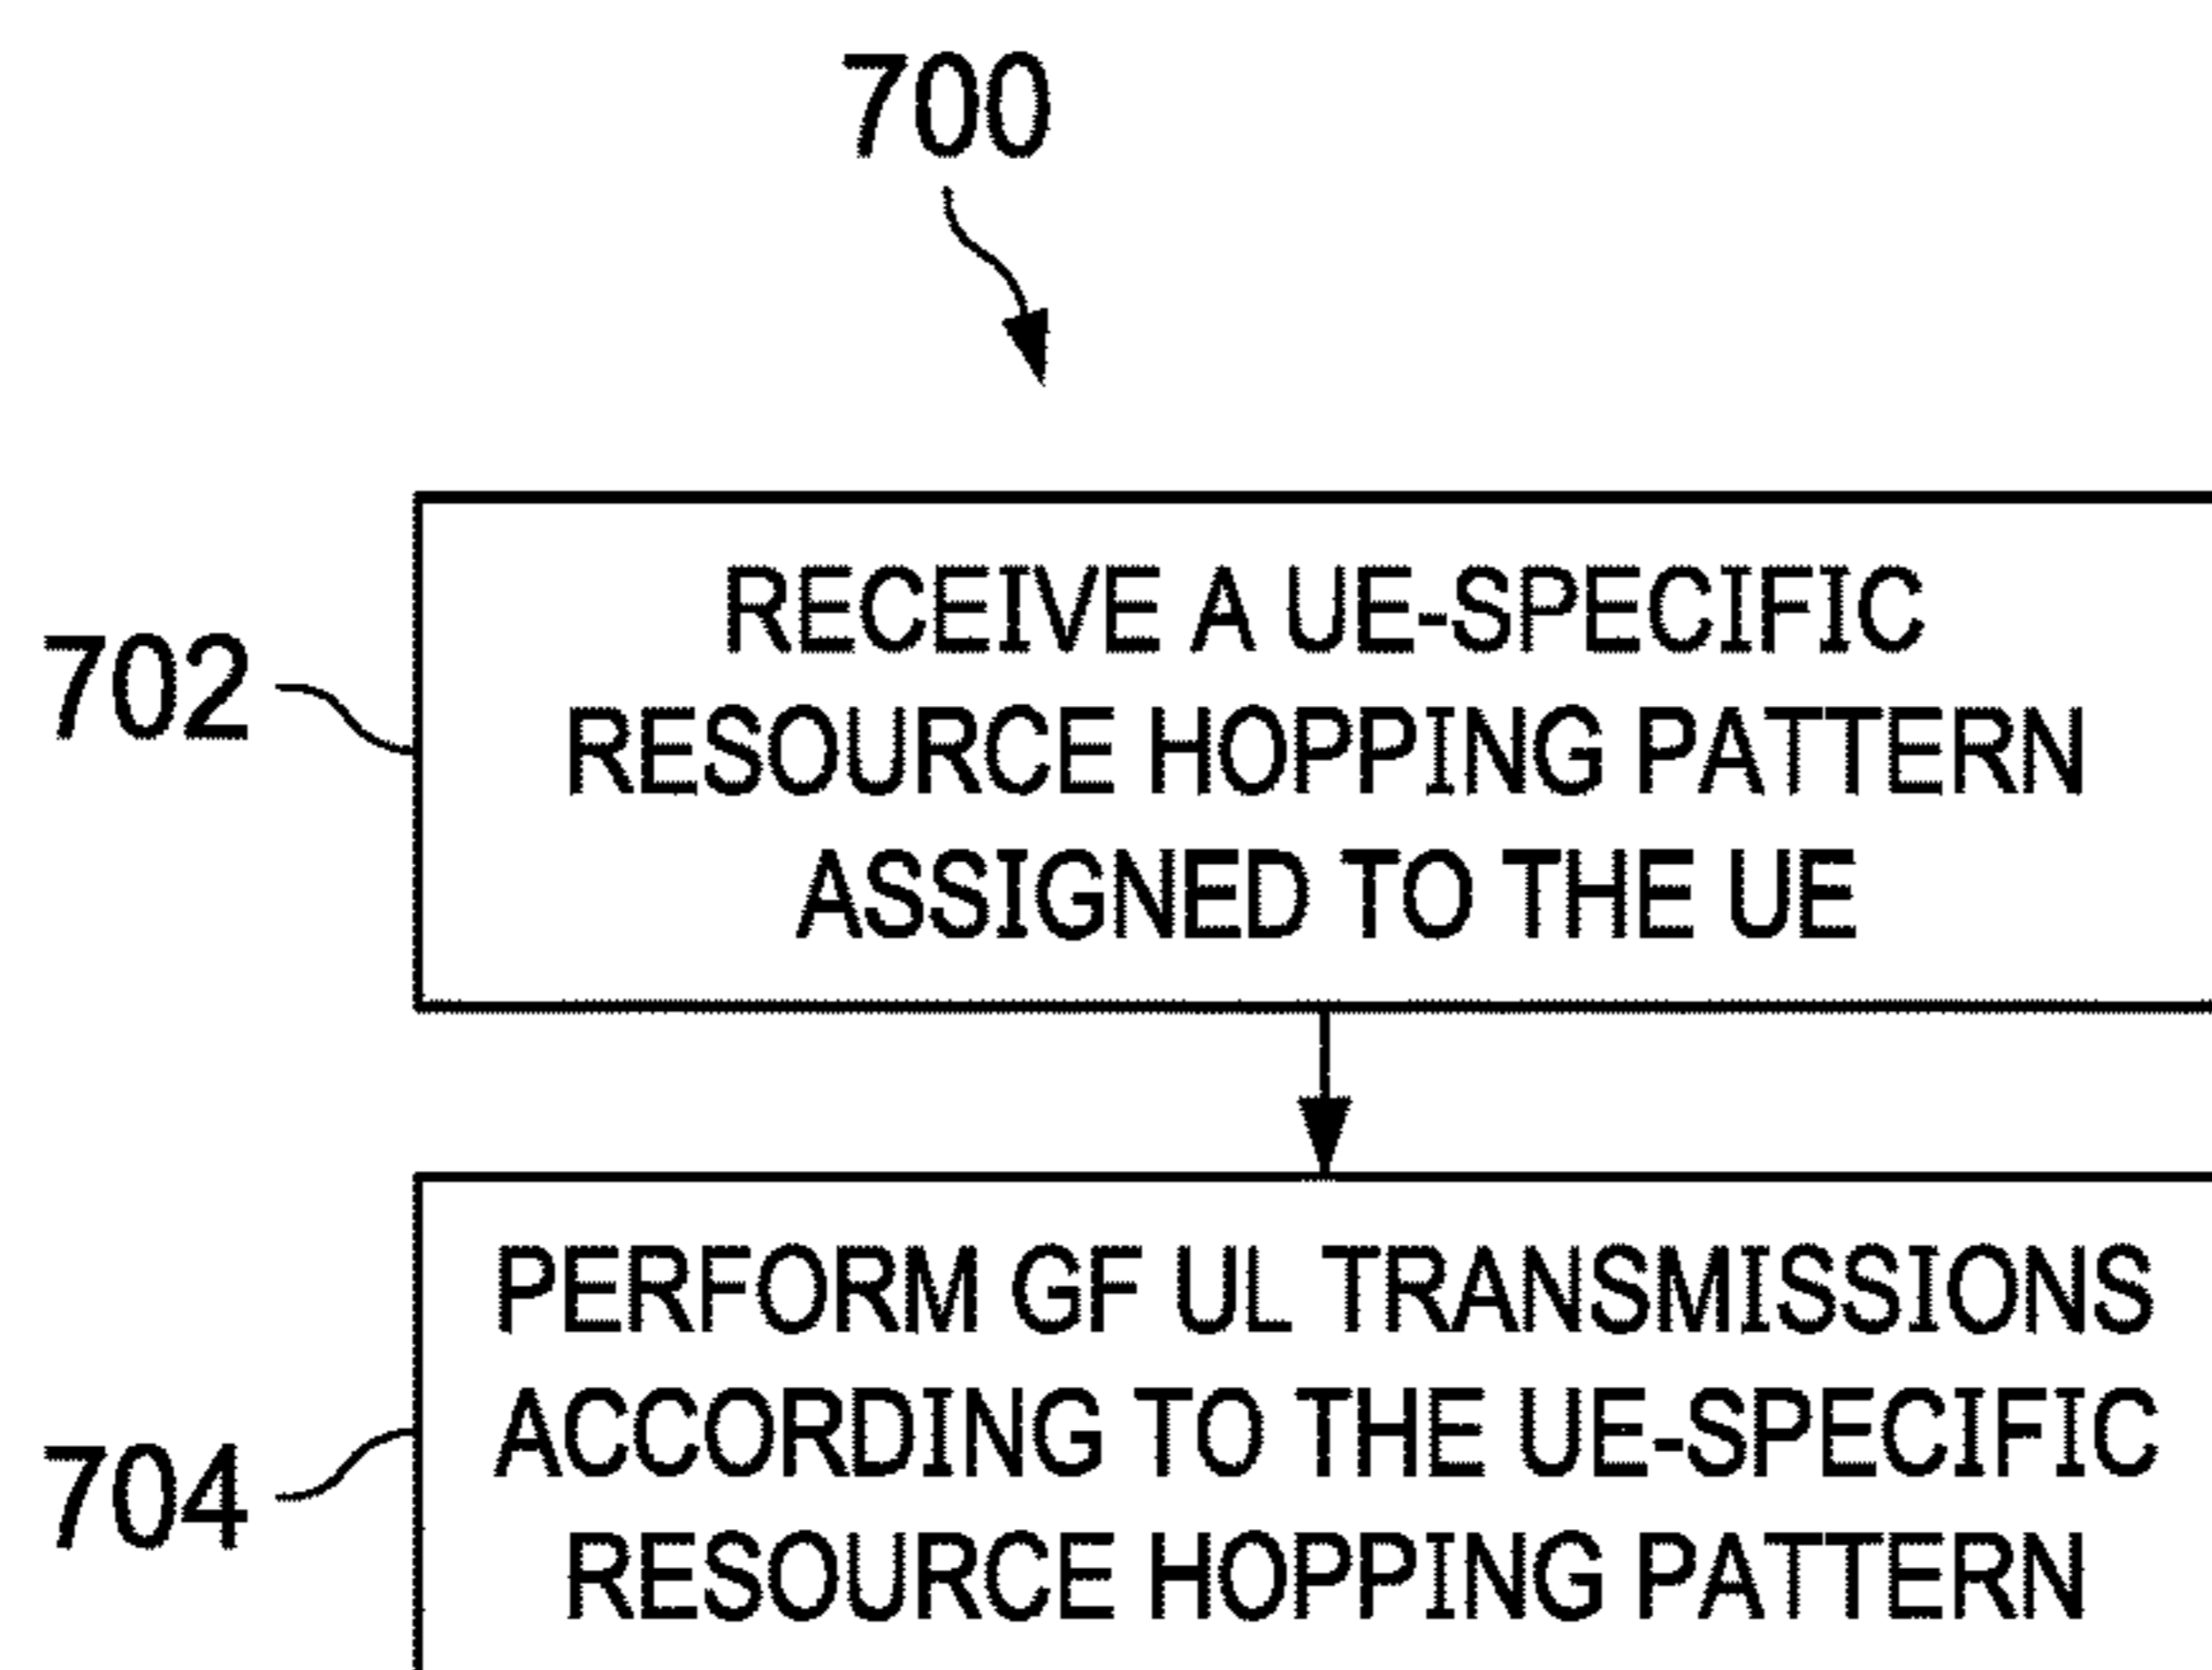 700
702
RECEIVE A UE-SPECIFIC
RESOURCE HOPPING PATTERN
ASSIGNED TO THE UE
704
PERFORM GF UL TRANSMISSIONS
ACCORDING TO THE UE-SPECIFIC
RESOURCE HOPPING PATTERN